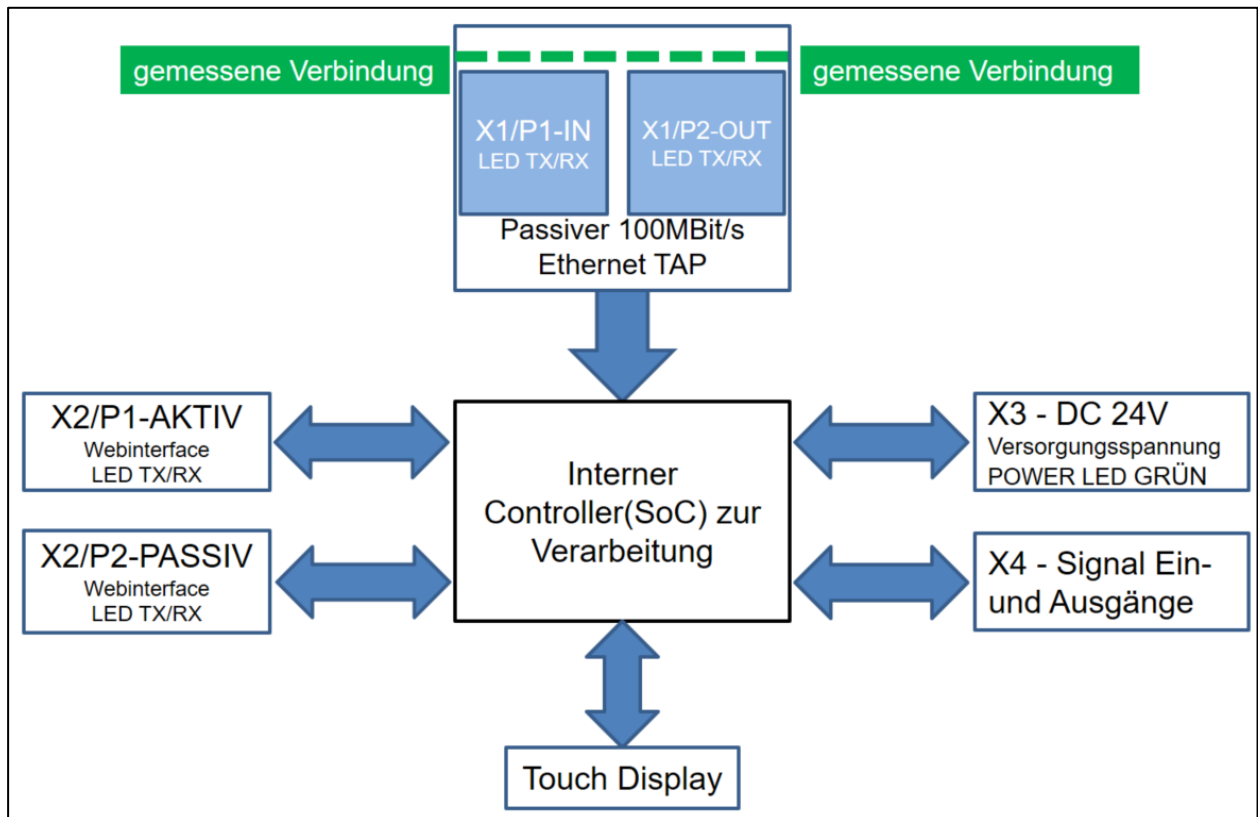 gemessene Verbindung
gemessene Verbindung
X1/P1-IN
LED TX/RX
X1/P2-OUT
LED TX/RX
Passiver 100MBit/s
Ethernet TAP
X2/P1-AKTIV
Webinterface
LED TX/RX
X2/P2-PASSIV
Webinterface
LED TX/RX
Interner
Controller(SoC) zur
Verarbeitung
X3 - DC 24V
Versorgungsspannung
POWER LED GRÜN
X4 - Signal Ein-
und Ausgänge
Touch Display